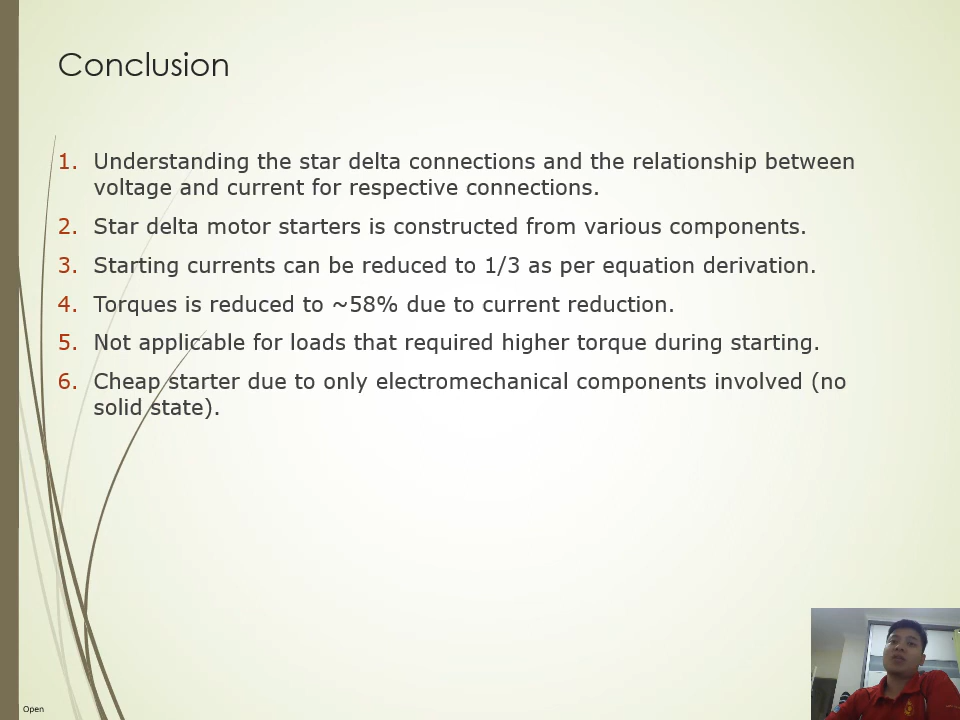 Conclusion
1. Understanding the star delta connections and the relationship between
voltage and current for respective connections.
2. Star delta motor starters is constructed from various components.
3. Starting currents can be reduced to 1/3 as per equation derivation.
4. Torques is reduced to ~58% due to current reduction.
5. Not applicable for loads that required higher torque during starting.
6. Cheap starter due to only electromechanical components involved (no
solid state).
Open